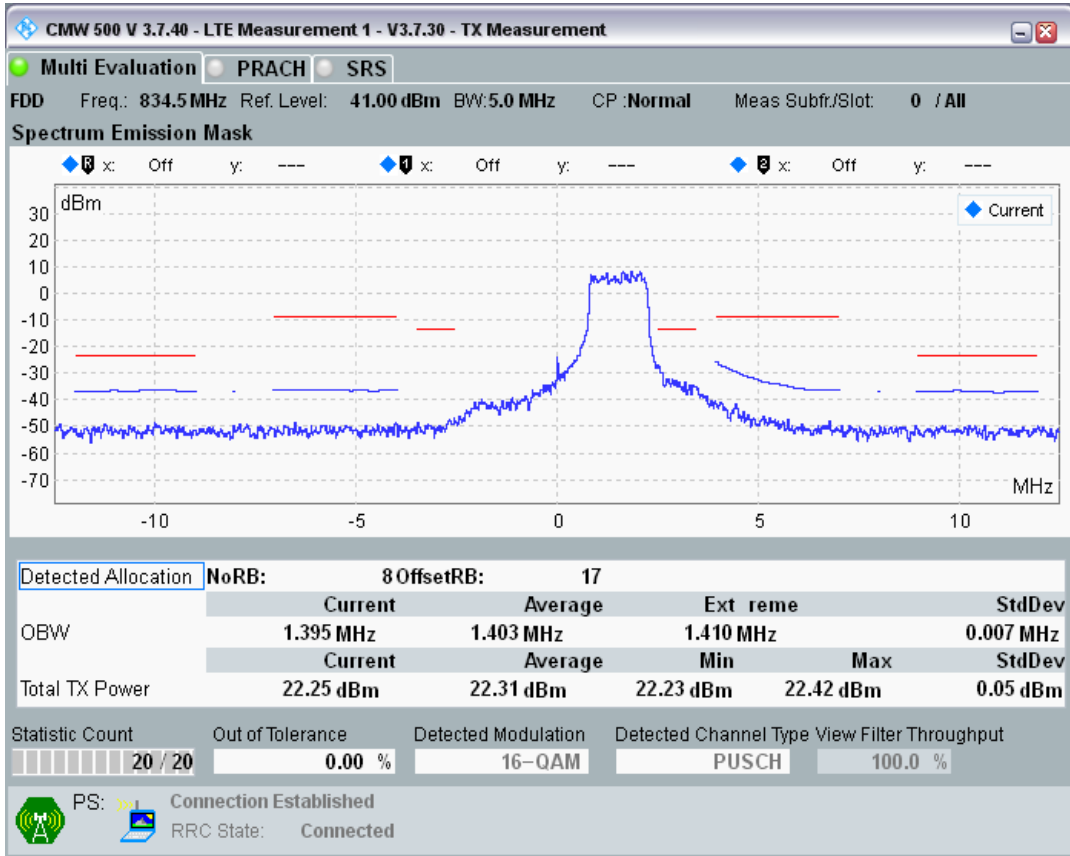 CMW 500 V 3.7.40 - LTE Measurement 1 - V3.7.30 - TX Measurement
Multi Evaluation PRACH SRS
FDD Freq.: 834.5 MHz Ref. Level: 41.00 dBm BW:5.0 MHz CP :Normal Meas Subfr./Slot: 0 / All
Spectrum Emission Mask
R x: Off y: --- 1 x: Off y: --- 2 x: Off y: ---
dBm
Current
30
20
10
0
-10
-20
-30
-40
-50
-60
-70
MHz
-10 -5 0 5 10
Detected Allocation NoRB: 8 OffsetRB: 17
Current Average Ext reme StdDev
OBW 1.395 MHz 1.403 MHz 1.410 MHz 0.007 MHz
Current Average Min Max StdDev
Total TX Power 22.25 dBm 22.31 dBm 22.23 dBm 22.42 dBm 0.05 dBm
Statistic Count Out of Tolerance Detected Modulation Detected Channel Type View Filter Throughput
20 / 20 0.00 % 16-QAM PUSCH 100.0 %
PS: Connection Established
RRC State: Connected